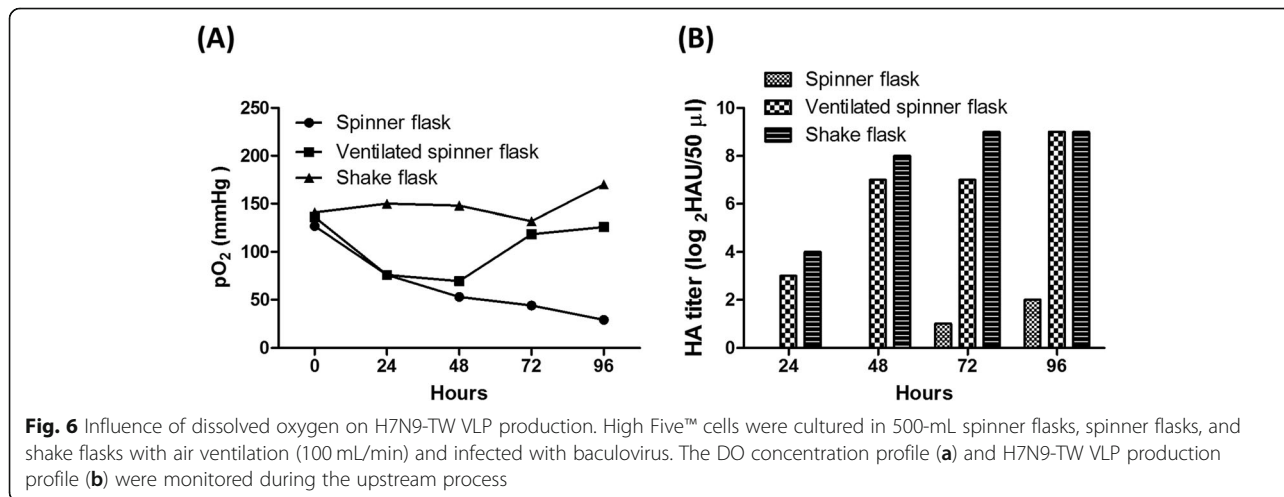 (A)
250
200
150
100
50
0
pO2 (mmHg)
Spinner flask
Ventilated spinner flask
Shake flask
0 24 48 72 96
Hours
(B)
Spinner flask
Ventilated spinner flask
Shake flask
10
8
6
4
2
0
HA titer (log 2HAU/50 μl)
24 48 72 96
Hours
Fig. 6 Influence of dissolved oxygen on H7N9-TW VLP production. High Five™ cells were cultured in 500-mL spinner flasks, spinner flasks, and
shake flasks with air ventilation (100 mL/min) and infected with baculovirus. The DO concentration profile (a) and H7N9-TW VLP production
profile (b) were monitored during the upstream process